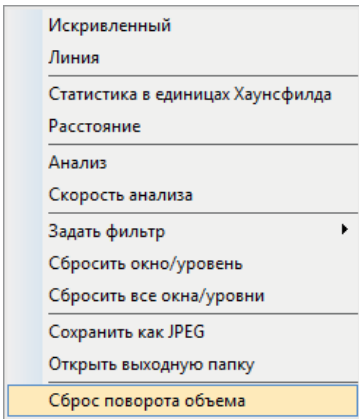 Искривленный
Линия
Статистика в единицах Хаунсфилда
Расстояние
Анализ
Скорость анализа
Задать фильтр
Сбросить окно/уровень
Сбросить все окна/уровни
Сохранить как JPEG
Открыть выходную папку
Сброс поворота объема